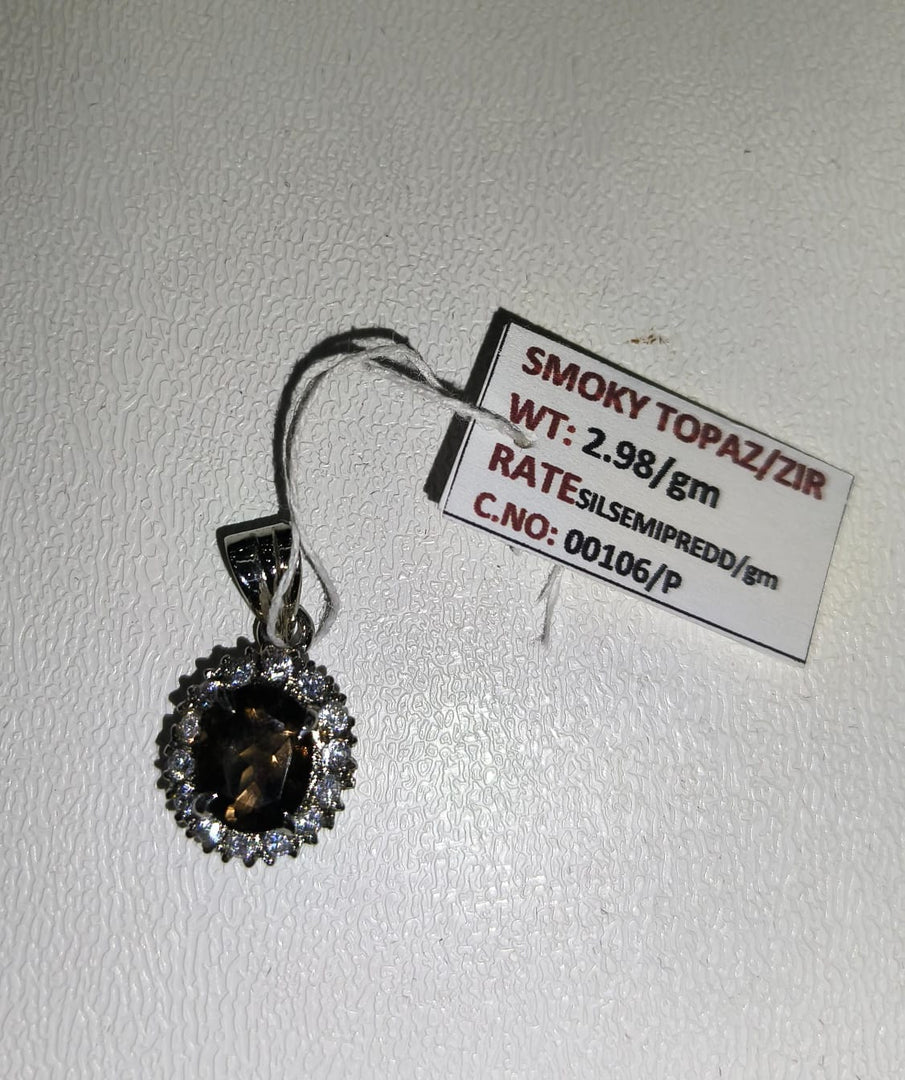 SMOKY TOPAZ/ZIR
WT: 2.98/gm
RATESILSEMIPREDD/gm
C.NO: 00106/P